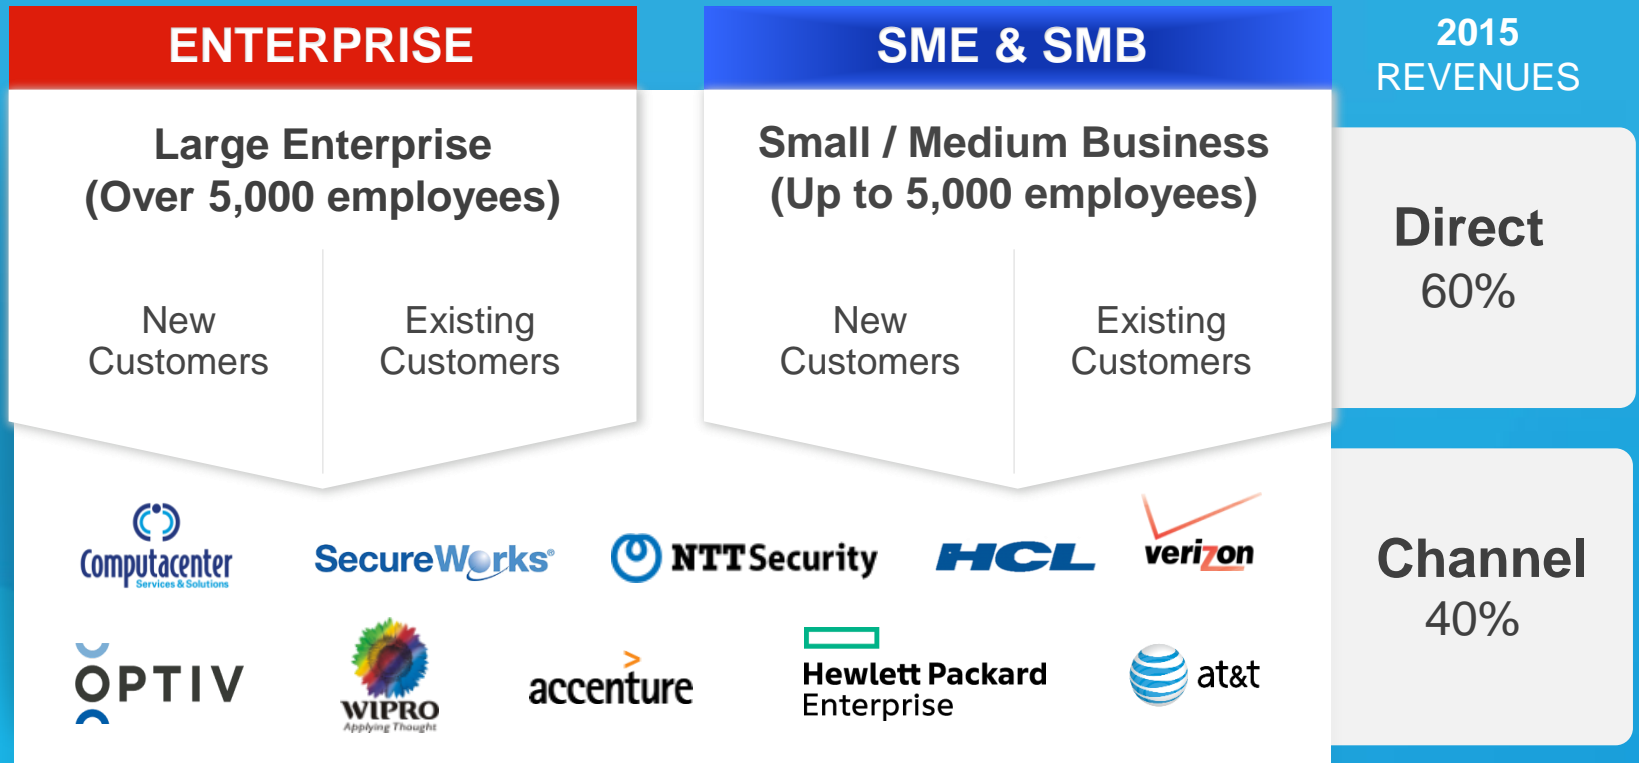 ENTERPRISE
SME & SMB
2015
REVENUES
Large Enterprise
(Over 5,000 employees)
Small / Medium Business
(Up to 5,000 employees)
Direct
60%
New
Customers
Existing
Customers
New
Customers
Existing
Customers
Computacenter
Services & Solutions
SecureWorks®
NTT Security
HCL
verizon
Channel
40%
OPTIV
WIPRO
Applying Thought
accenture
Hewlett Packard
Enterprise
at&t